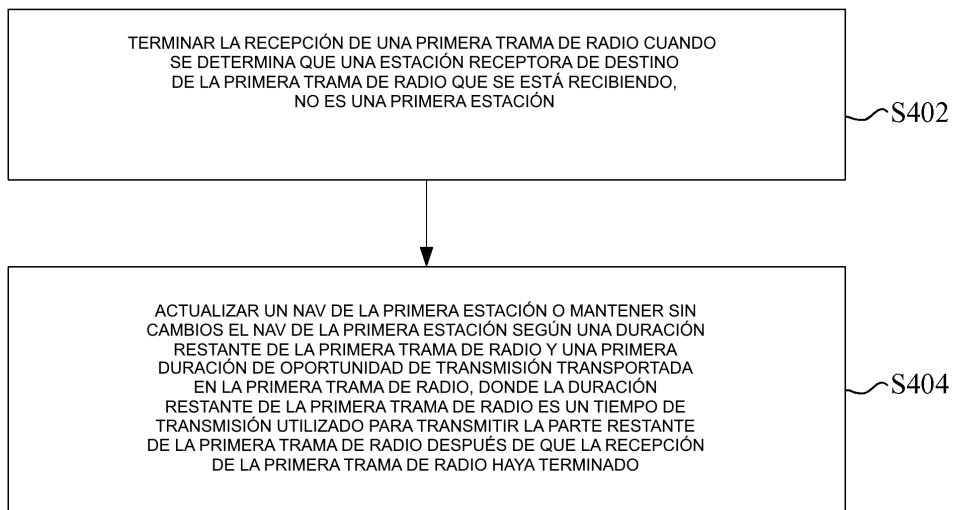 TERMINAR LA RECEPCIÓN DE UNA PRIMERA TRAMA DE RADIO CUANDO
SE DETERMINA QUE UNA ESTACIÓN RECEPTORA DE DESTINO
DE LA PRIMERA TRAMA DE RADIO QUE SE ESTÁ RECIBIENDO,
NO ES UNA PRIMERA ESTACIÓN
S402
ACTUALIZAR UN NAV DE LA PRIMERA ESTACIÓN O MANTENER SIN
CAMBIOS EL NAV DE LA PRIMERA ESTACIÓN SEGÚN UNA DURACIÓN
RESTANTE DE LA PRIMERA TRAMA DE RADIO Y UNA PRIMERA
DURACIÓN DE OPORTUNIDAD DE TRANSMISIÓN TRANSPORTADA
EN LA PRIMERA TRAMA DE RADIO, DONDE LA DURACIÓN
RESTANTE DE LA PRIMERA TRAMA DE RADIO ES UN TIEMPO DE
TRANSMISIÓN UTILIZADO PARA TRANSMITIR LA PARTE RESTANTE
DE LA PRIMERA TRAMA DE RADIO DESPUÉS DE QUE LA RECEPCIÓN
DE LA PRIMERA TRAMA DE RADIO HAYA TERMINADO
S404